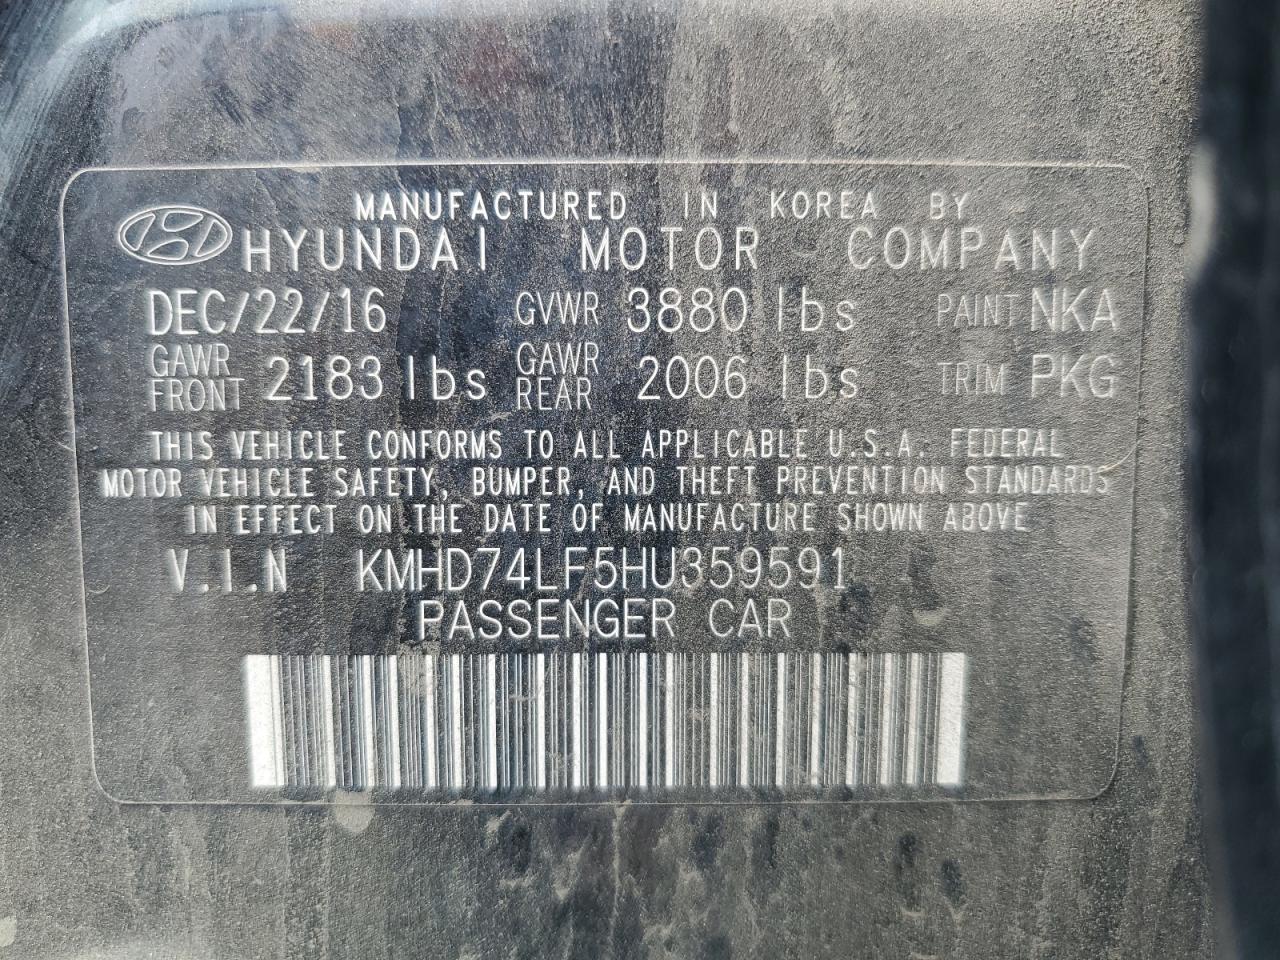 MANUFACTURED IN KOREA BY
HYUNDAI MOTOR COMPANY
DEC/22/16 GVWR 3880 lbs PAINT NKA
GAWR FRONT 2183 lbs GAWR REAR 2006 lbs TRIM PKG
THIS VEHICLE CONFORMS TO ALL APPLICABLE U.S.A. FEDERAL
MOTOR VEHICLE SAFETY, BUMPER, AND THEFT PREVENTION STANDARDS
IN EFFECT ON THE DATE OF MANUFACTURE SHOWN ABOVE
V.I.N KMHD74LF5HU359591
PASSENGER CAR